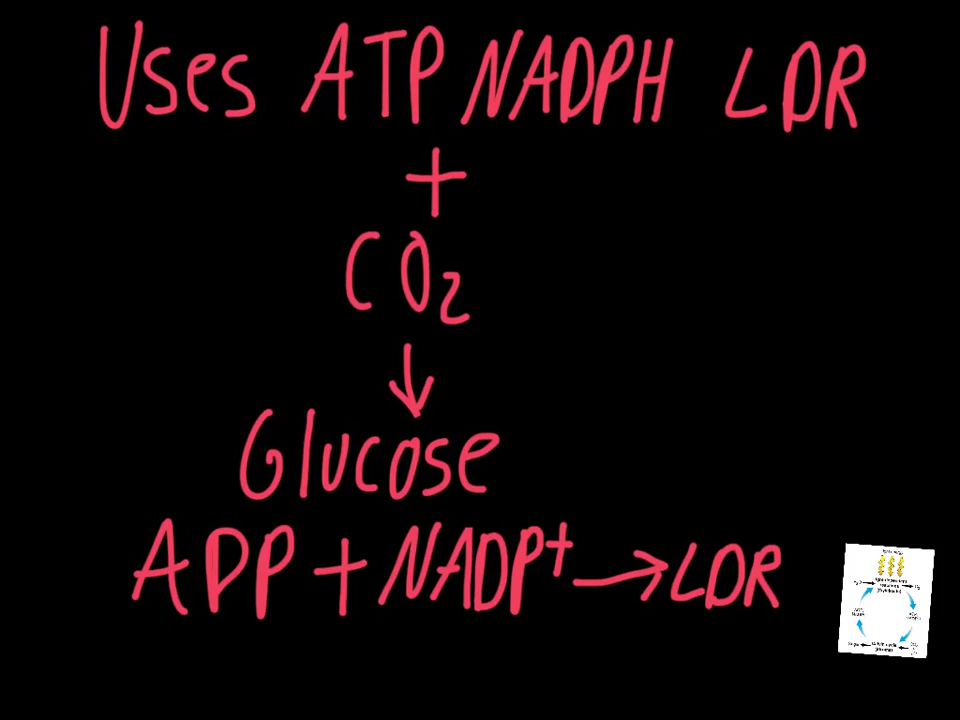 Uses ATP NADPH LDR
+
CO₂
↓
Glucose
ADP + NADP⁺ → LDR